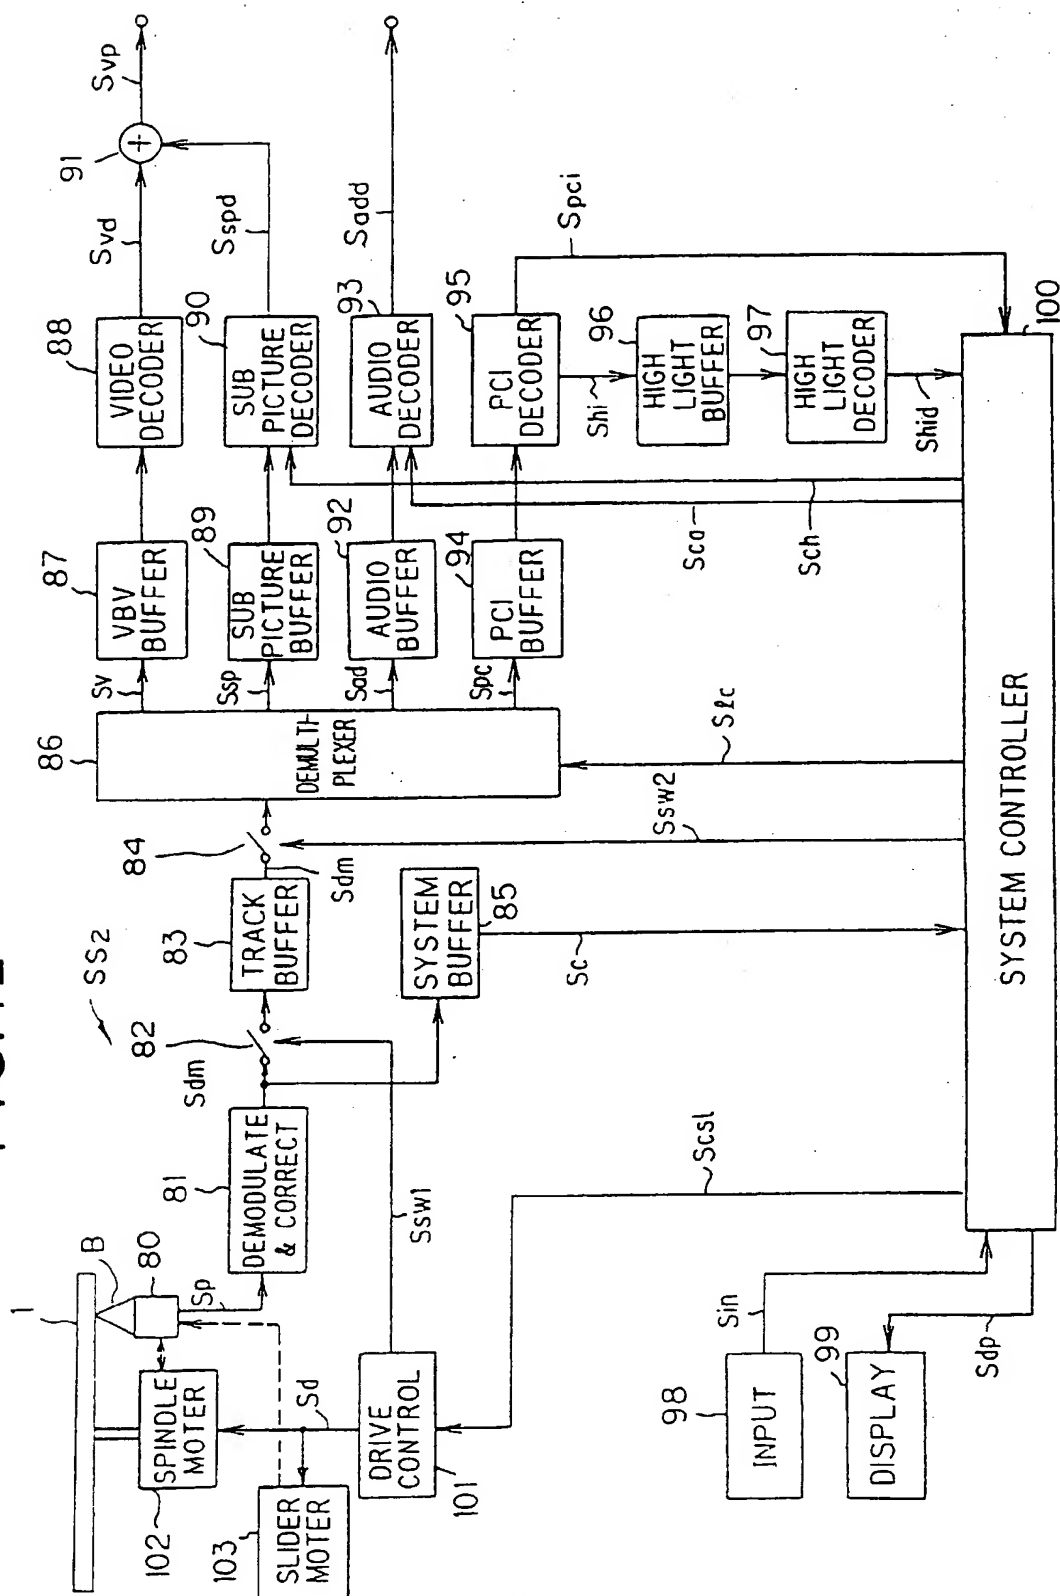 1
B
80
SPINDLE
MOTER
102
SLIDER
MOTER
103
Sd
Sp
DRIVE
CONTROL
101
DEMODULATE
& CORRECT
81
Sdm
82
SS2
Ssw1
TRACK
BUFFER
83
Sdm
84
SYSTEM
BUFFER
85
Sc
DEMULTI-
PLEXER
86
Ssw2
Slc
Scsl
Sv
Ssp
Sad
Spc
VBV
BUFFER
87
SUB
PICTURE
BUFFER
89
AUDIO
BUFFER
92
PCI
BUFFER
94
VIDEO
DECODER
88
SUB
PICTURE
DECODER
90
AUDIO
DECODER
93
PCI
DECODER
95
Svd
Sspd
Sadd
91
+
Svp
Shi
HIGH
LIGHT
BUFFER
96
HIGH
LIGHT
DECODER
97
Shid
Spci
Sca
Sch
INPUT
98
Sin
DISPLAY
99
Sdp
SYSTEM CONTROLLER
100